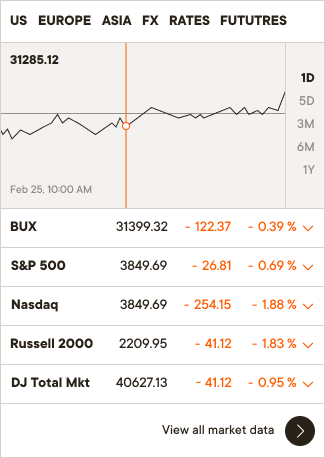 US EUROPE ASIA FX RATES FUTUTRES
31285.12
1D
5D
3M
6M
1Y
Feb 25, 10:00 AM
BUX 31399.32 - 122.37 - 0.39 %
S&P 500 3849.69 - 26.81 - 0.69 %
Nasdaq 3849.69 - 254.15 - 1.88 %
Russell 2000 2209.95 - 41.12 - 1.83 %
DJ Total Mkt 40627.13 - 41.12 - 0.95 %
View all market data